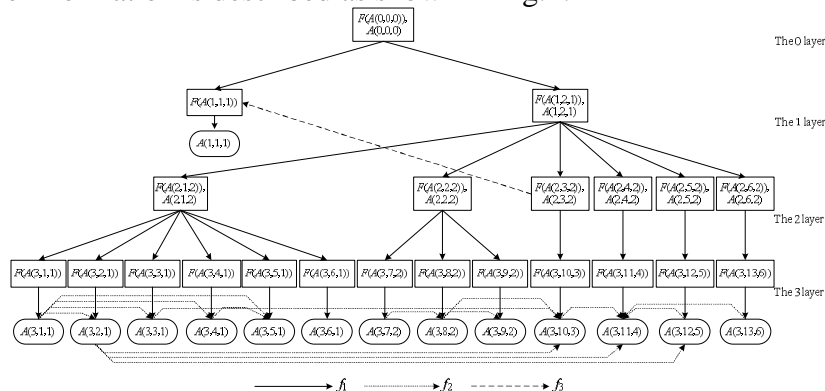 F(A(0,0,0)),
A(0,0,0)
The 0 layer
F(A(1,1,1))
F(A(1,2,1)),
A(1,2,1)
The 1 layer
A(1,1,1)
F(A(2,1,2)),
A(2,1,2)
F(A(2,2,2)),
A(2,2,2)
F(A(2,3,2)),
A(2,3,2)
F(A(2,4,2)),
A(2,4,2)
F(A(2,5,2)),
A(2,5,2)
F(A(2,6,2)),
A(2,6,2)
The 2 layer
F(A(3,1,1))
F(A(3,2,1))
F(A(3,3,1))
F(A(3,4,1))
F(A(3,5,1))
F(A(3,6,1))
F(A(3,7,2))
F(A(3,8,2))
F(A(3,9,2))
F(A(3,10,3))
F(A(3,11,4))
F(A(3,12,5))
F(A(3,13,6))
The 3 layer
A(3,1,1)
A(3,2,1)
A(3,3,1)
A(3,4,1)
A(3,5,1)
A(3,6,1)
A(3,7,2)
A(3,8,2)
A(3,9,2)
A(3,10,3)
A(3,11,4)
A(3,12,5)
A(3,13,6)
f1
f2
f3